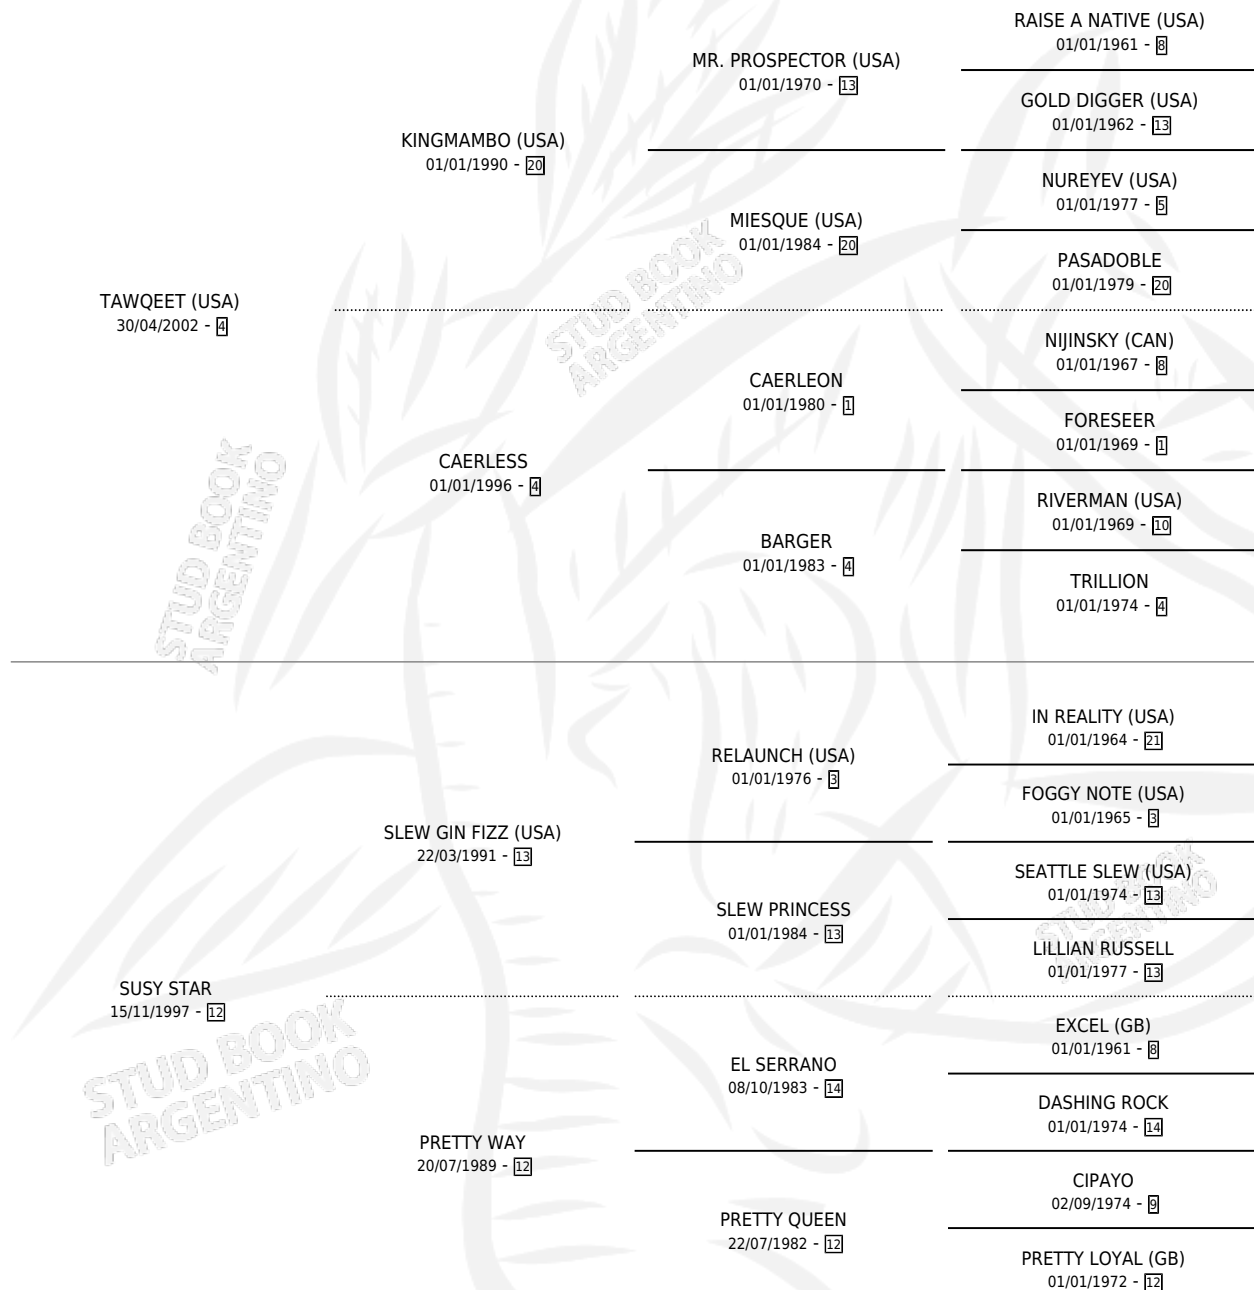 RAISE A NATIVE (USA)
01/01/1961 - 8
MR. PROSPECTOR (USA)
01/01/1970 - 13
GOLD DIGGER (USA)
01/01/1962 - 13
KINGMAMBO (USA)
01/01/1990 - 20
NUREYEV (USA)
01/01/1977 - 5
MIESQUE (USA)
01/01/1984 - 20
PASADOBLE
01/01/1979 - 20
TAWQEET (USA)
30/04/2002 - 4
NIJINSKY (CAN)
01/01/1967 - 8
CAERLEON
01/01/1980 - 1
FORESEER
01/01/1969 - 1
CAERLESS
01/01/1996 - 4
RIVERMAN (USA)
01/01/1969 - 10
BARGER
01/01/1983 - 4
TRILLION
01/01/1974 - 4
IN REALITY (USA)
01/01/1964 - 21
RELAUNCH (USA)
01/01/1976 - 3
FOGGY NOTE (USA)
01/01/1965 - 3
SLEW GIN FIZZ (USA)
22/03/1991 - 13
SEATTLE SLEW (USA)
01/01/1974 - 13
SLEW PRINCESS
01/01/1984 - 13
LILLIAN RUSSELL
01/01/1977 - 13
SUSY STAR
15/11/1997 - 12
EXCEL (GB)
01/01/1961 - 8
EL SERRANO
08/10/1983 - 14
DASHING ROCK
01/01/1974 - 14
PRETTY WAY
20/07/1989 - 12
CIPAYO
02/09/1974 - 9
PRETTY QUEEN
22/07/1982 - 12
PRETTY LOYAL (GB)
01/01/1972 - 12
STUD BOOK
ARGENTINO
STUD BOOK
ARGENTINO
STUD BOOK
ARGENTINO
STUD BOOK
ARGENTINO